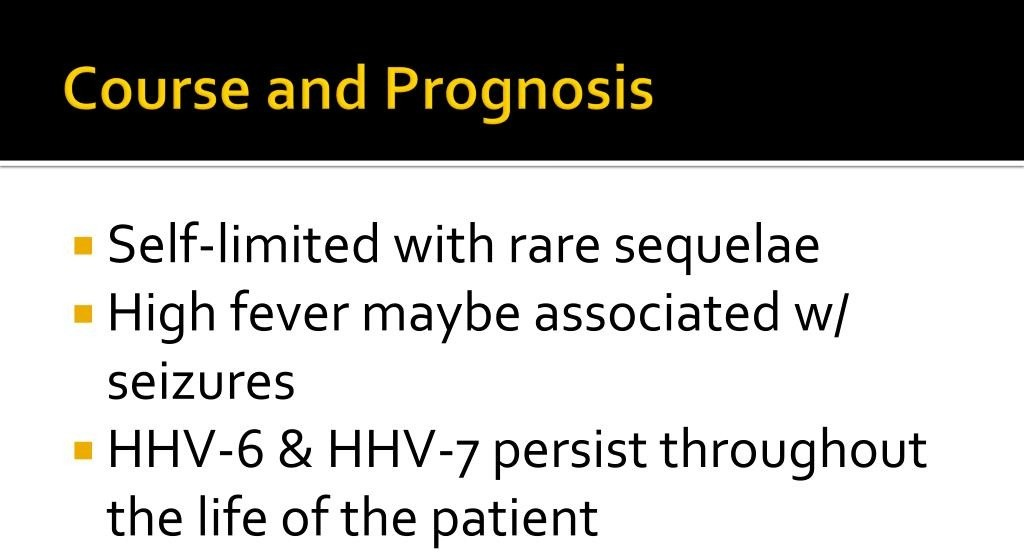 Course and Prognosis
Self-limited with rare sequelae
High fever maybe associated w/
seizures
HHV-6 & HHV-7 persist throughout
the life of the patient